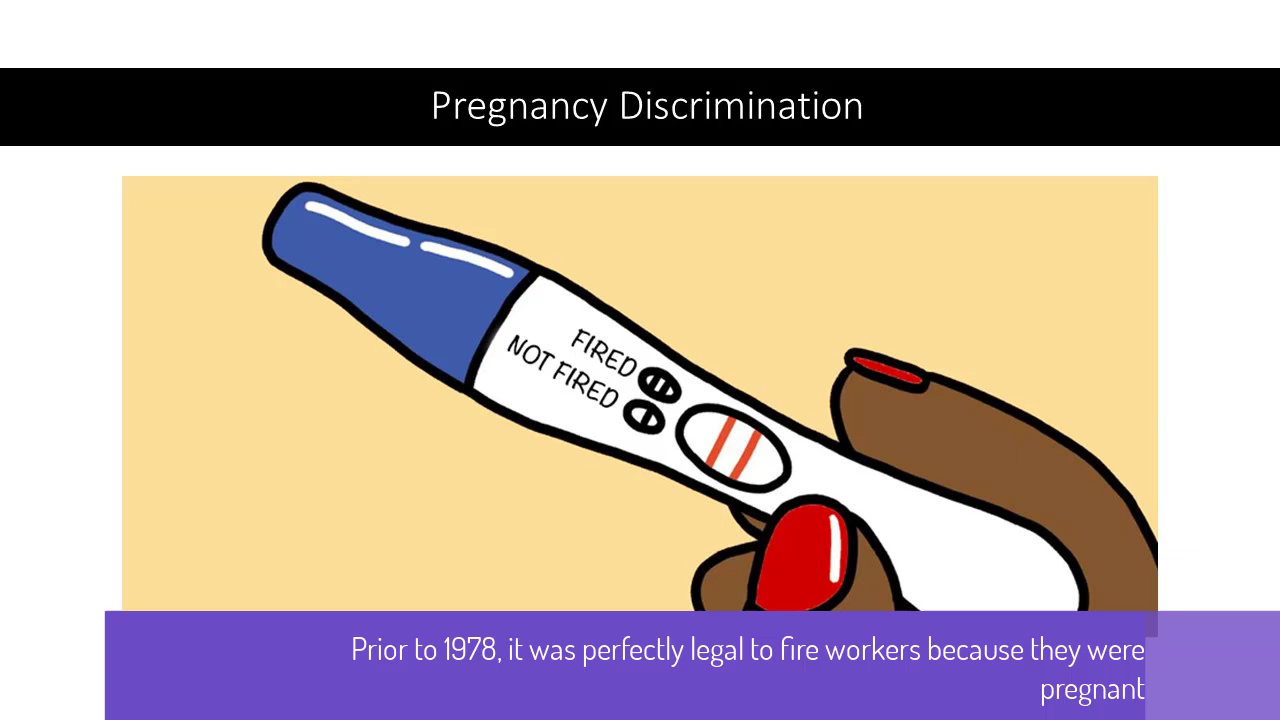 Pregnancy Discrimination
FIRED
NOT FIRED
Prior to 1978, it was perfectly legal to fire workers because they were
pregnant